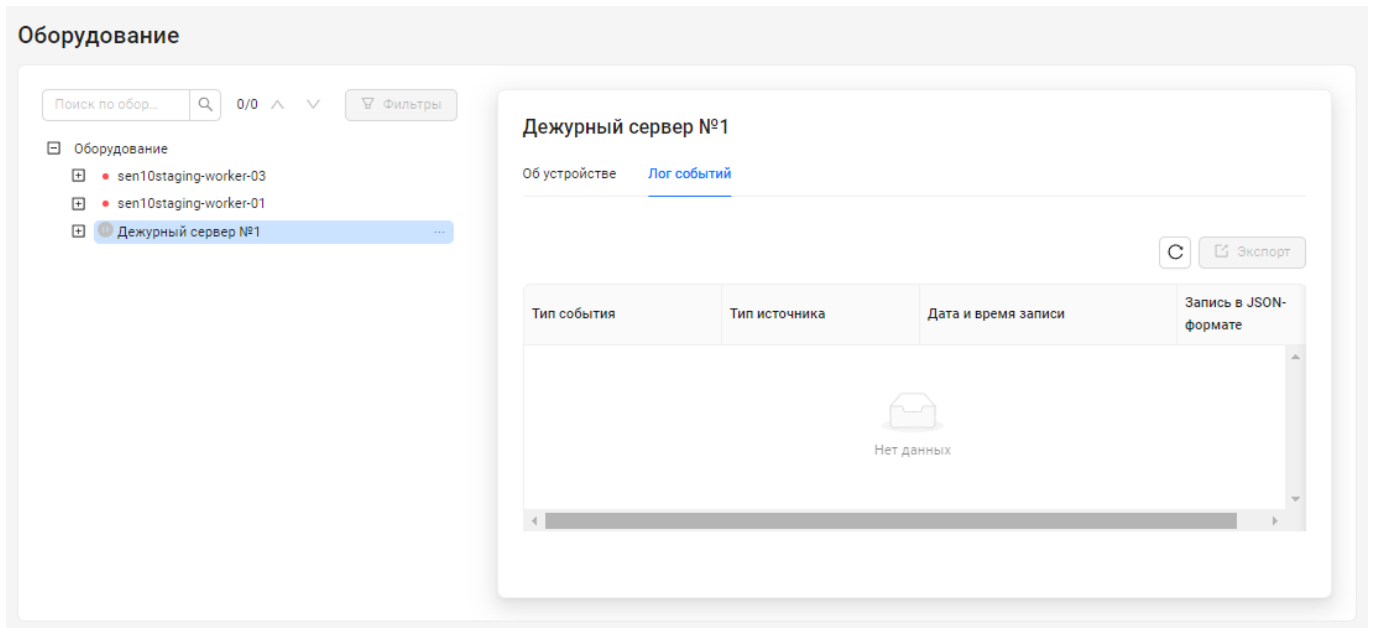 Оборудование
Поиск по обор...
0/0
Фильтры
Оборудование
sen10staging-worker-03
sen10staging-worker-01
Дежурный сервер №1
...
Дежурный сервер №1
Об устройстве Лог событий
Экспорт
Тип события Тип источника Дата и время записи Запись в JSON-
формате
Нет данных